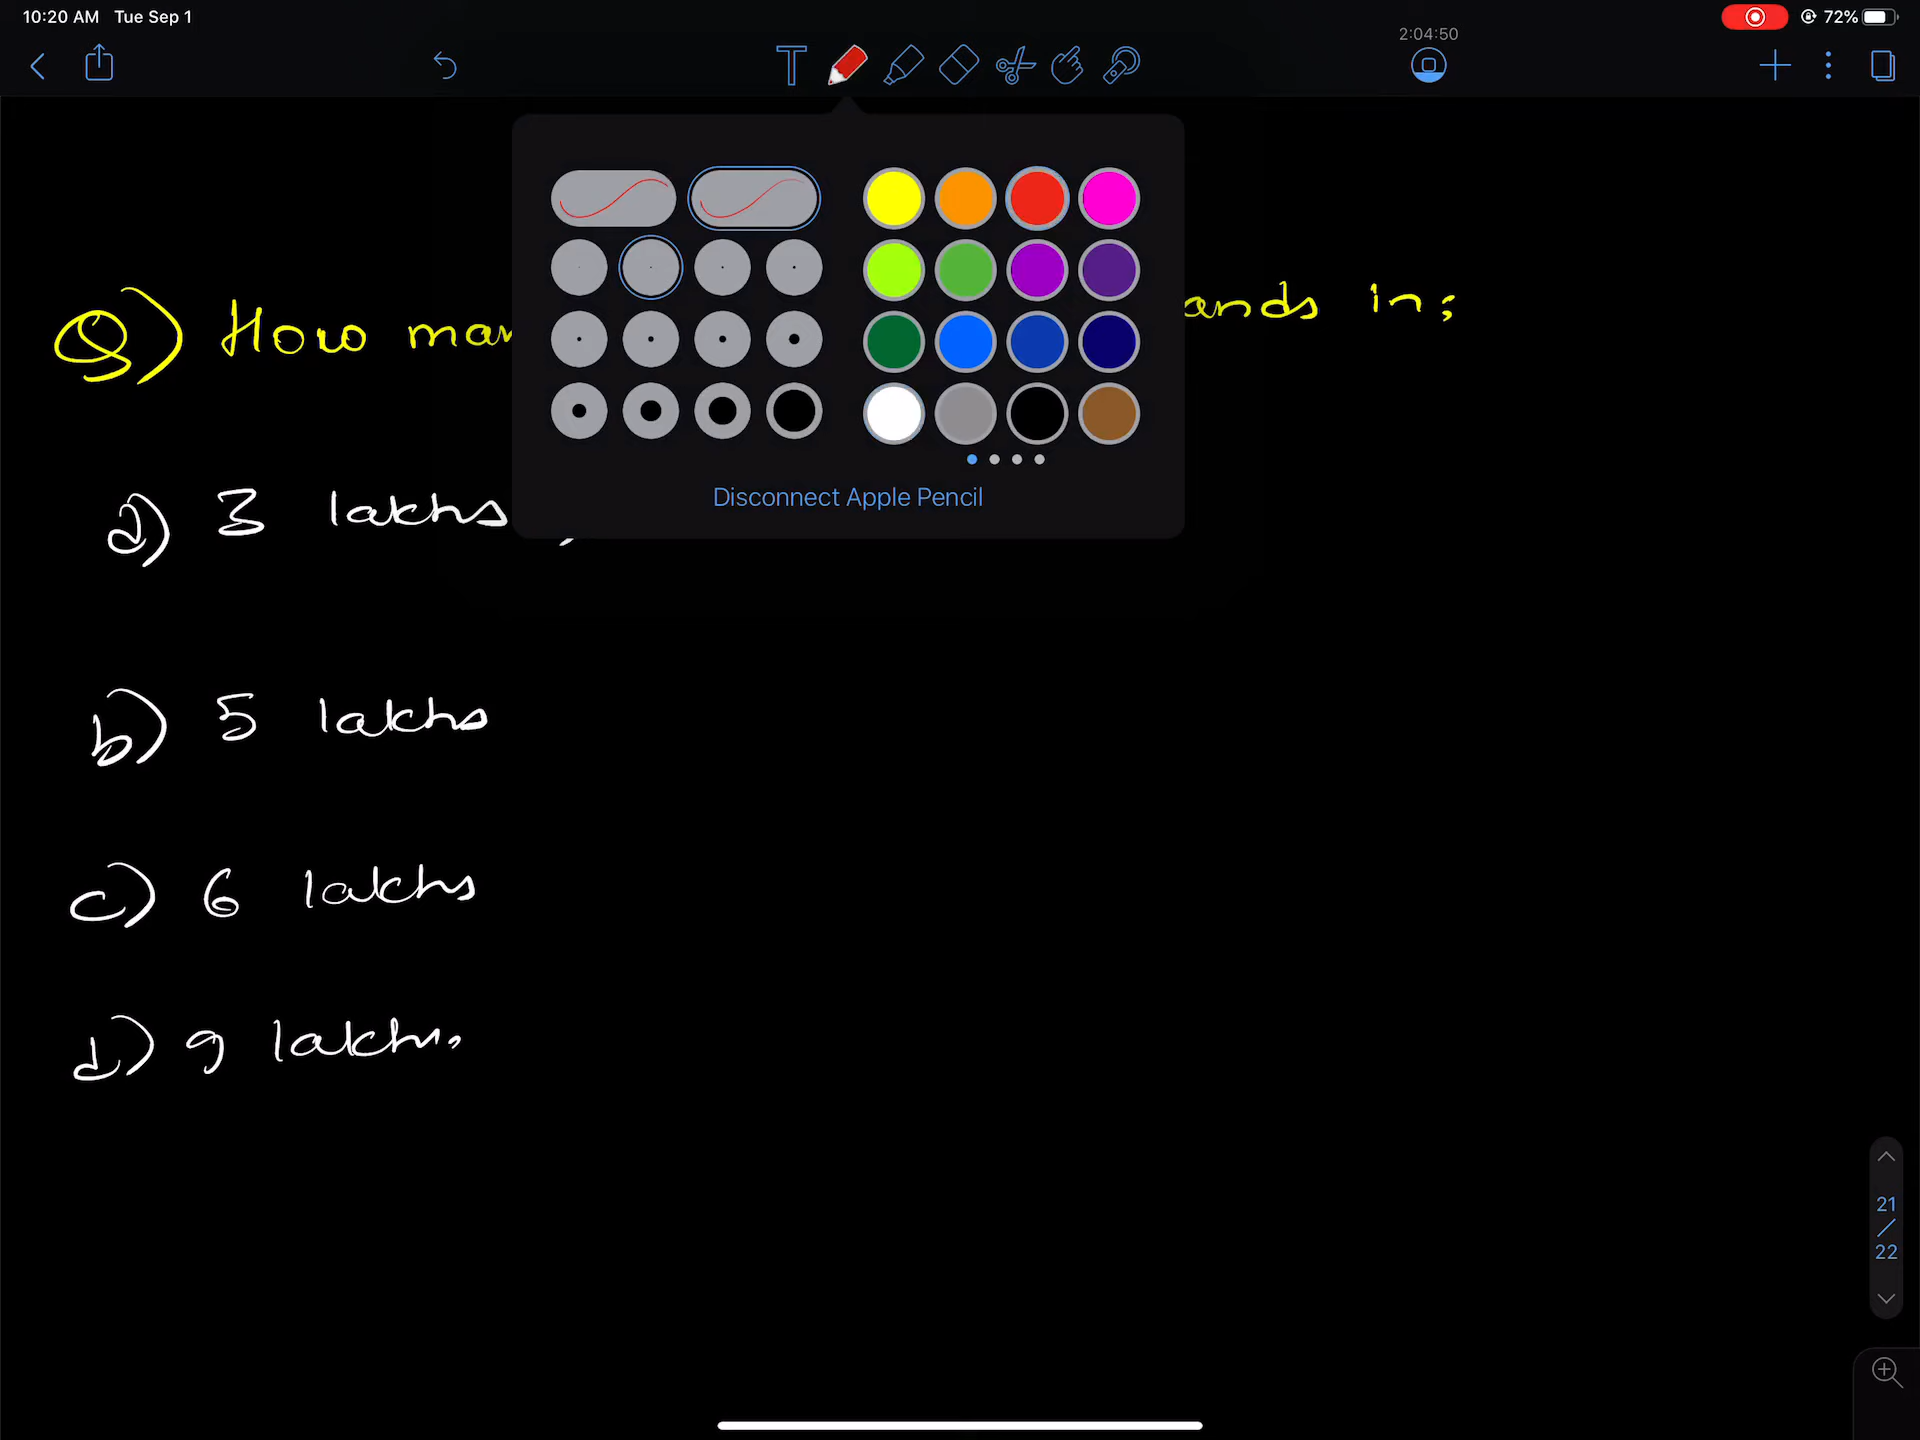 10:20 AM Tue Sep 1
72%
2:04:50
T
Q) How man ands in:
Disconnect Apple Pencil
a) 3 lakhs,
b) 5 lakhs
c) 6 lakhs
d) 9 lakhs.
21
/
22